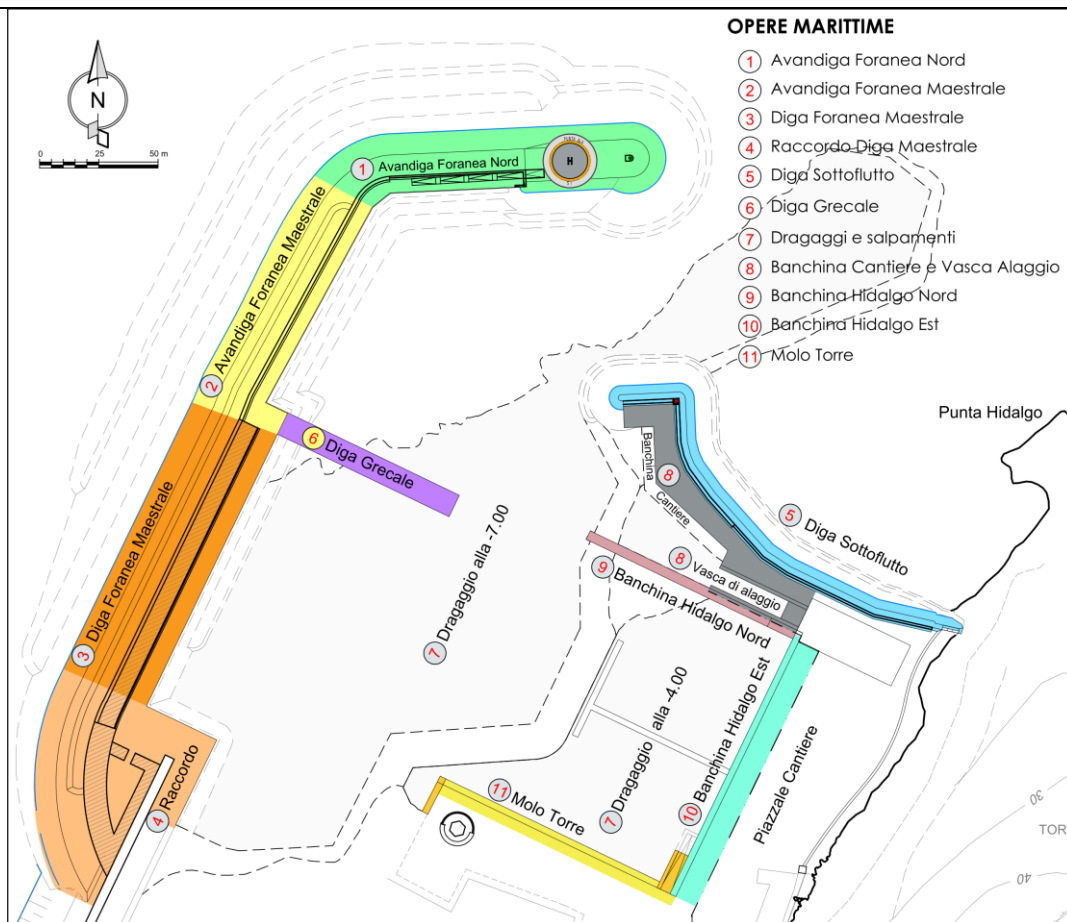 OPERE MARITTIME
1 Avandiga Foranea Nord
2 Avandiga Foranea Maestrale
3 Diga Foranea Maestrale
4 Raccordo Diga Maestrale
5 Diga Sottoflutto
6 Diga Grecale
7 Dragaggi e salpamenti
8 Banchina Cantiere e Vasca Alaggio
9 Banchina Hidalgo Nord
10 Banchina Hidalgo Est
11 Molo Torre
N
0 25 50 m
1 Avandiga Foranea Nord
H
2 Avandiga Foranea Maestrale
3 Diga Foranea Maestrale
4 Raccordo
6 Diga Grecale
7 Dragaggio alla -7.00
Punta Hidalgo
5 Diga Sottoflutto
Banchina
8
Cantiere
8 Vasca di alaggio
9 Banchina Hidalgo Nord
7 Dragaggio alla -4.00
10 Banchina Hidalgo Est
11 Molo Torre
Piazzale Cantiere
30
TOR
40